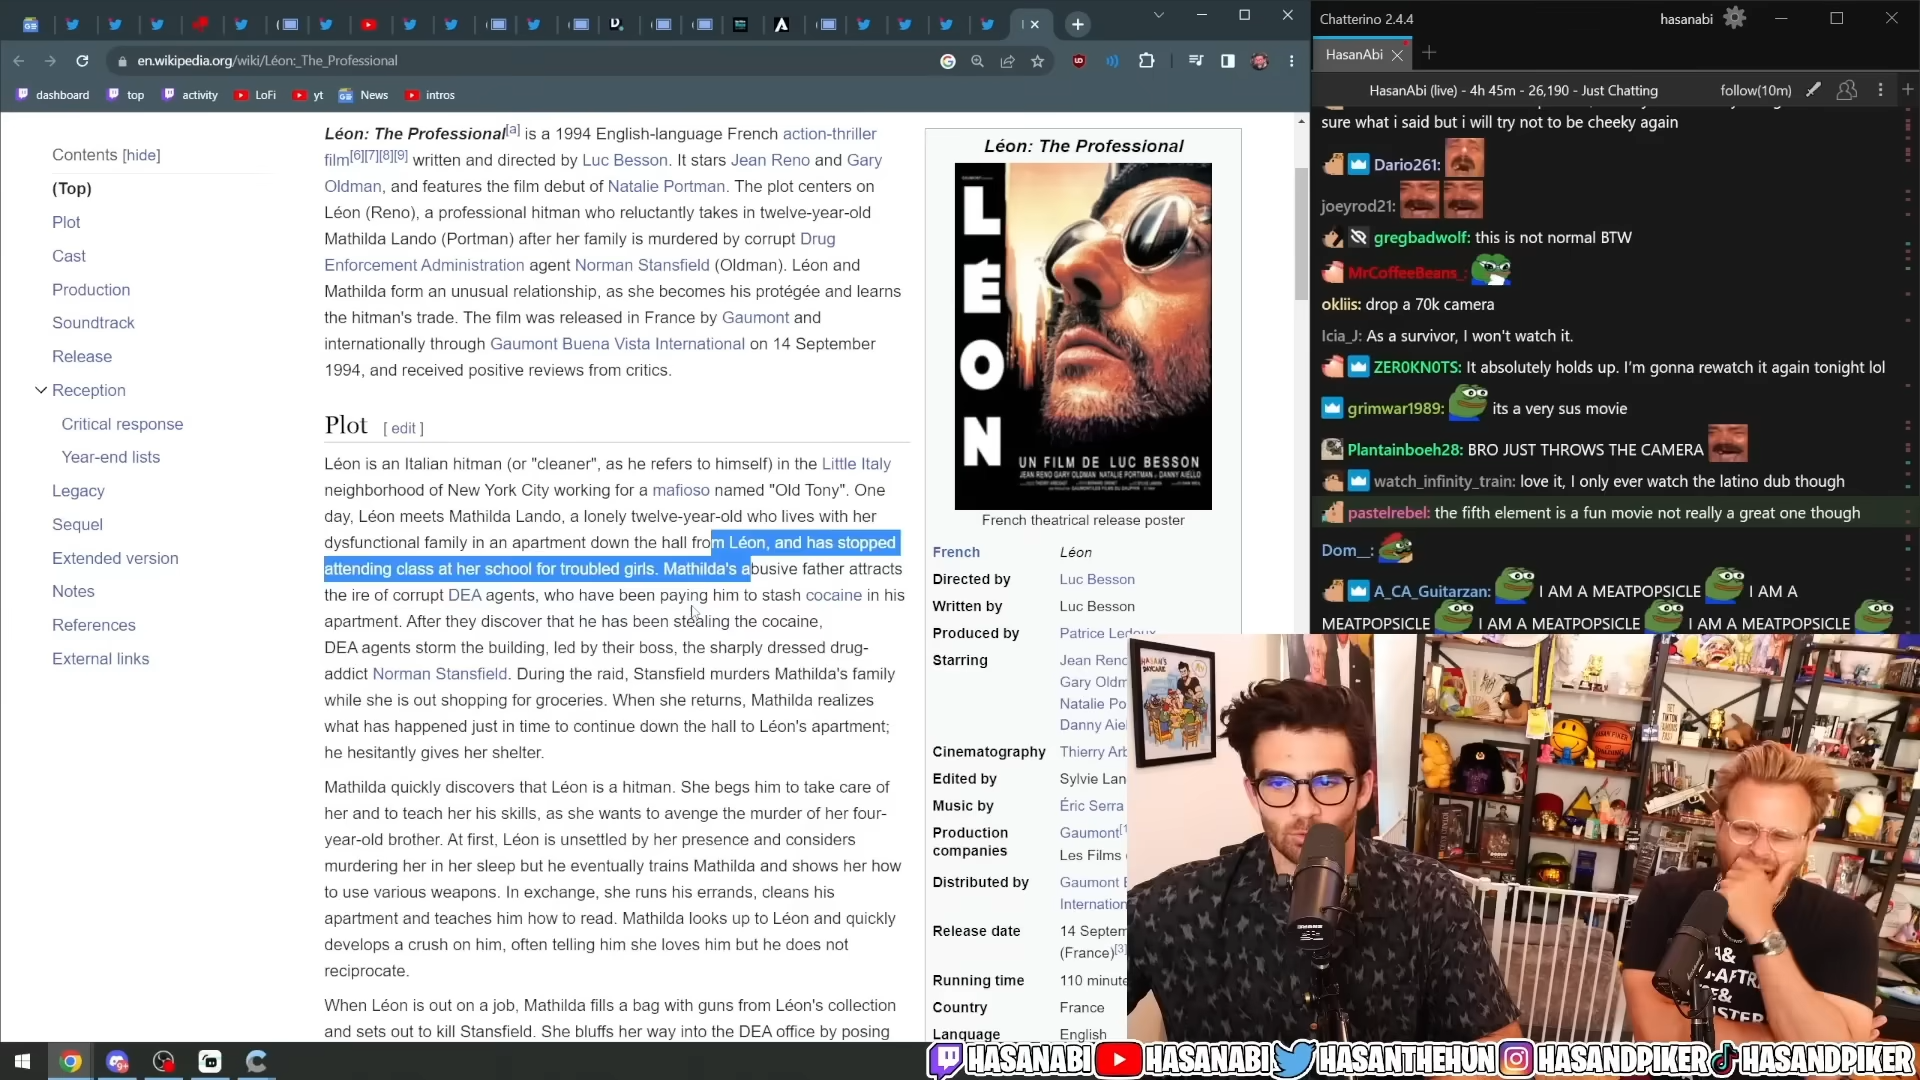 en.wikipedia.org/wiki/Léon:_The_Professional
dashboard
top
activity
LoFi
yt
News
intros
Contents [hide]
(Top)
Plot
Cast
Production
Soundtrack
Release
Reception
Critical response
Year-end lists
Legacy
Sequel
Extended version
Notes
References
External links
Léon: The Professional[a] is a 1994 English-language French action-thriller
film[6][7][8][9] written and directed by Luc Besson. It stars Jean Reno and Gary
Oldman, and features the film debut of Natalie Portman. The plot centers on
Léon (Reno), a professional hitman who reluctantly takes in twelve-year-old
Mathilda Lando (Portman) after her family is murdered by corrupt Drug
Enforcement Administration agent Norman Stansfield (Oldman). Léon and
Mathilda form an unusual relationship, as she becomes his protégée and learns
the hitman's trade. The film was released in France by Gaumont and
internationally through Gaumont Buena Vista International on 14 September
1994, and received positive reviews from critics.
Plot [ edit ]
Léon is an Italian hitman (or "cleaner", as he refers to himself) in the Little Italy
neighborhood of New York City working for a mafioso named "Old Tony". One
day, Léon meets Mathilda Lando, a lonely twelve-year-old who lives with her
dysfunctional family in an apartment down the hall from Léon, and has stopped
attending class at her school for troubled girls. Mathilda's abusive father attracts
the ire of corrupt DEA agents, who have been paying him to stash cocaine in his
apartment. After they discover that he has been stealing the cocaine,
DEA agents storm the building, led by their boss, the sharply dressed drug-
addict Norman Stansfield. During the raid, Stansfield murders Mathilda's family
while she is out shopping for groceries. When she returns, Mathilda realizes
what has happened just in time to continue down the hall to Léon's apartment;
he hesitantly gives her shelter.
Mathilda quickly discovers that Léon is a hitman. She begs him to take care of
her and to teach her his skills, as she wants to avenge the murder of her four-
year-old brother. At first, Léon is unsettled by her presence and considers
murdering her in her sleep but he eventually trains Mathilda and shows her how
to use various weapons. In exchange, she runs his errands, cleans his
apartment and teaches him how to read. Mathilda looks up to Léon and quickly
develops a crush on him, often telling him she loves him but he does not
reciprocate.
When Léon is out on a job, Mathilda fills a bag with guns from Léon's collection
and sets out to kill Stansfield. She bluffs her way into the DEA office by posing
Léon: The Professional
LÉON
UN FILM DE LUC BESSON
French theatrical release poster
French Léon
Directed by Luc Besson
Written by Luc Besson
Produced by Patrice Ledoux
Starring Jean Reno
Gary Oldm
Natalie Po
Danny Aiel
Cinematography Thierry Arb
Edited by Sylvie Lan
Music by Éric Serra
Production companies Gaumont[1
Les Films
Distributed by Gaumont B
Internation
Release date 14 Septem
(France)[3]
Running time 110 minute
Country France
Language English
Chatterino 2.4.4
hasanabi
HasanAbi
HasanAbi (live) - 4h 45m - 26,190 - Just Chatting
follow(10m)
sure what i said but i will try not to be cheeky again
Dario261:
joeyrod21:
gregbadwolf: this is not normal BTW
MrCoffeeBeans_:
okliis: drop a 70k camera
Icia_J: As a survivor, I won't watch it.
ZER0KN0TS: It absolutely holds up. I'm gonna rewatch it again tonight lol
grimwar1989: its a very sus movie
Plantainboeh28: BRO JUST THROWS THE CAMERA
watch_infinity_train: love it, I only ever watch the latino dub though
pastelrebel: the fifth element is a fun movie not really a great one though
Dom__:
A_CA_Guitarzan: I AM A MEATPOPSICLE I AM A
MEATPOPSICLE I AM A MEATPOPSICLE I AM A MEATPOPSICLE
HASANABI
HASANABI
HASANTHEHUN
HASANDPIKER
HASANDPIKER